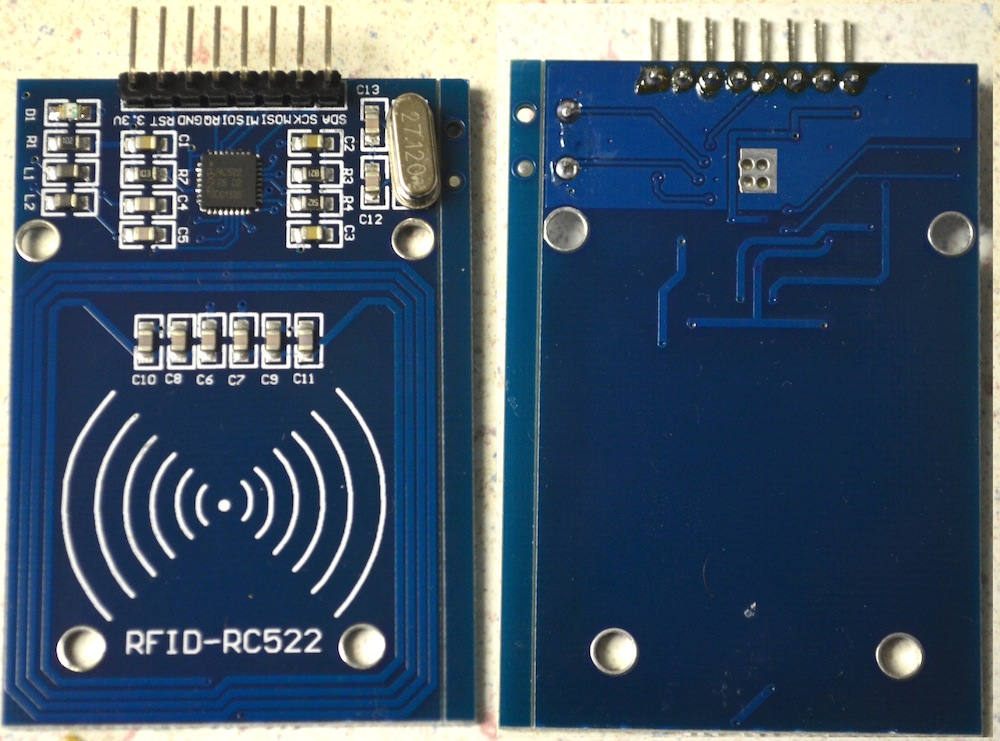 C13
SDA SCK MOSI MISO IRQ GND RST 3.3V
D1
R1
L1
L2
C1
R2
C4
C5
C2
R3
R4
C3
C12
27.120
C10 C8 C6 C7 C9 C11
RFID-RC522